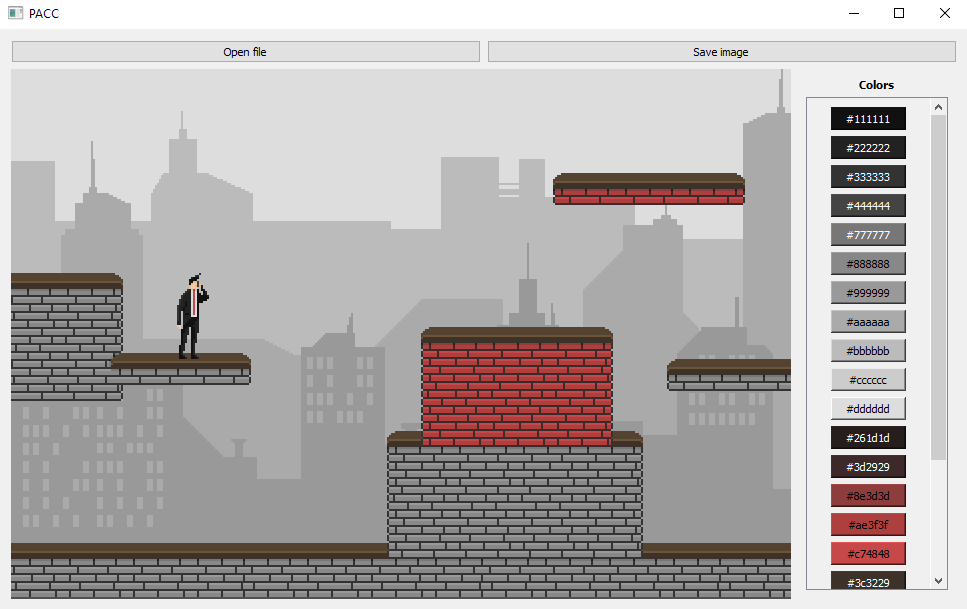 PACC
Open file
Save image
Colors
#111111
#222222
#333333
#444444
#777777
#888888
#999999
#aaaaaa
#bbbbbb
#cccccc
#dddddd
#261d1d
#3d2929
#8e3d3d
#ae3f3f
#c74848
#3c3229